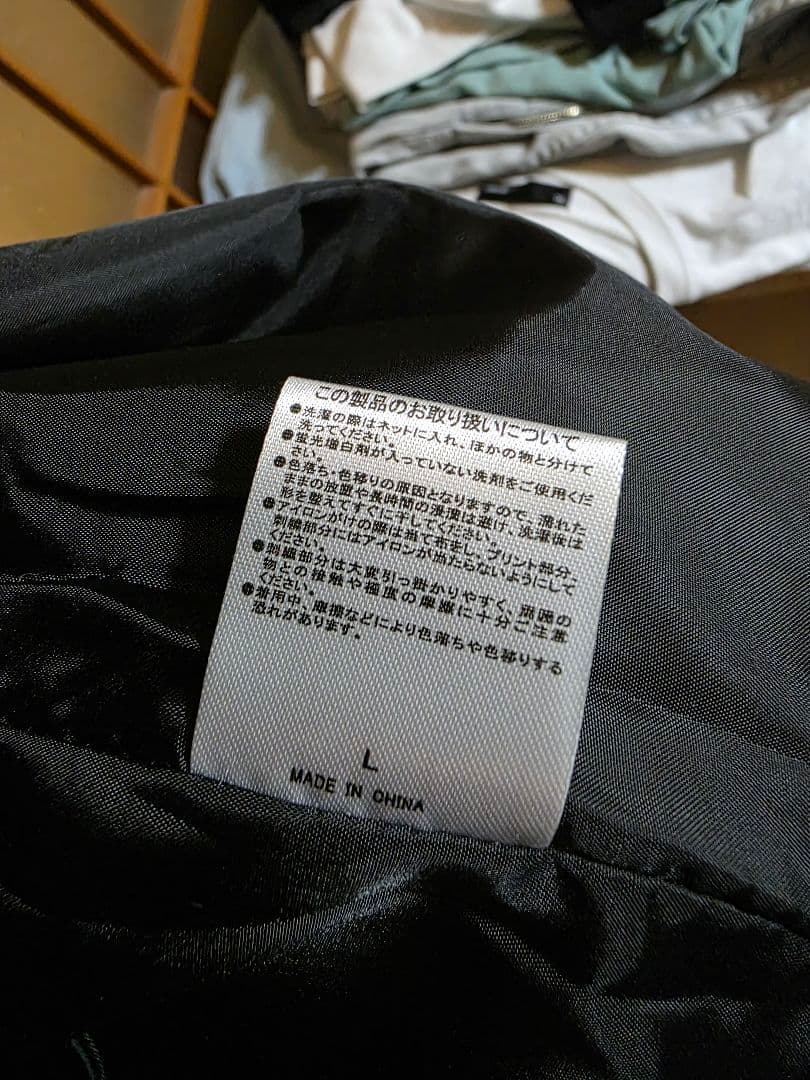 この製品のお取り扱いについて
●洗濯の際はネットに入れ、ほかの物と分けて
洗ってください。
●蛍光増白剤が入っていない洗剤をご使用くだ
さい。
●色落ち・色移りの原因となりますので、濡れた
ままの放置や長時間の浸漬は避け、洗濯後は
形を整えてすぐに干してください。
●アイロンがけの際は当て布をし、プリント部分、
刺繍部分にはアイロンが当たらないようにして
ください。
●刺繍部分は大変引っ掛かりやすく、周囲の
物との接触や極度の摩擦に十分ご注意
ください。
●着用中、摩擦などにより色落ちや色移りする
恐れがあります。
L
MADE IN CHINA